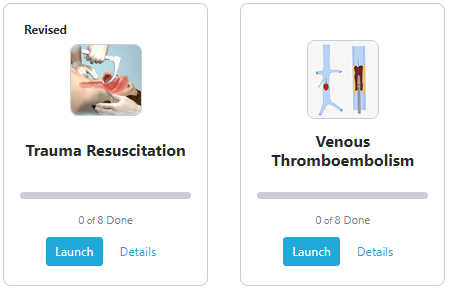 Revised
Trauma Resuscitation
0 of 8 Done
Launch Details
Venous
Thromboembolism
0 of 8 Done
Launch Details